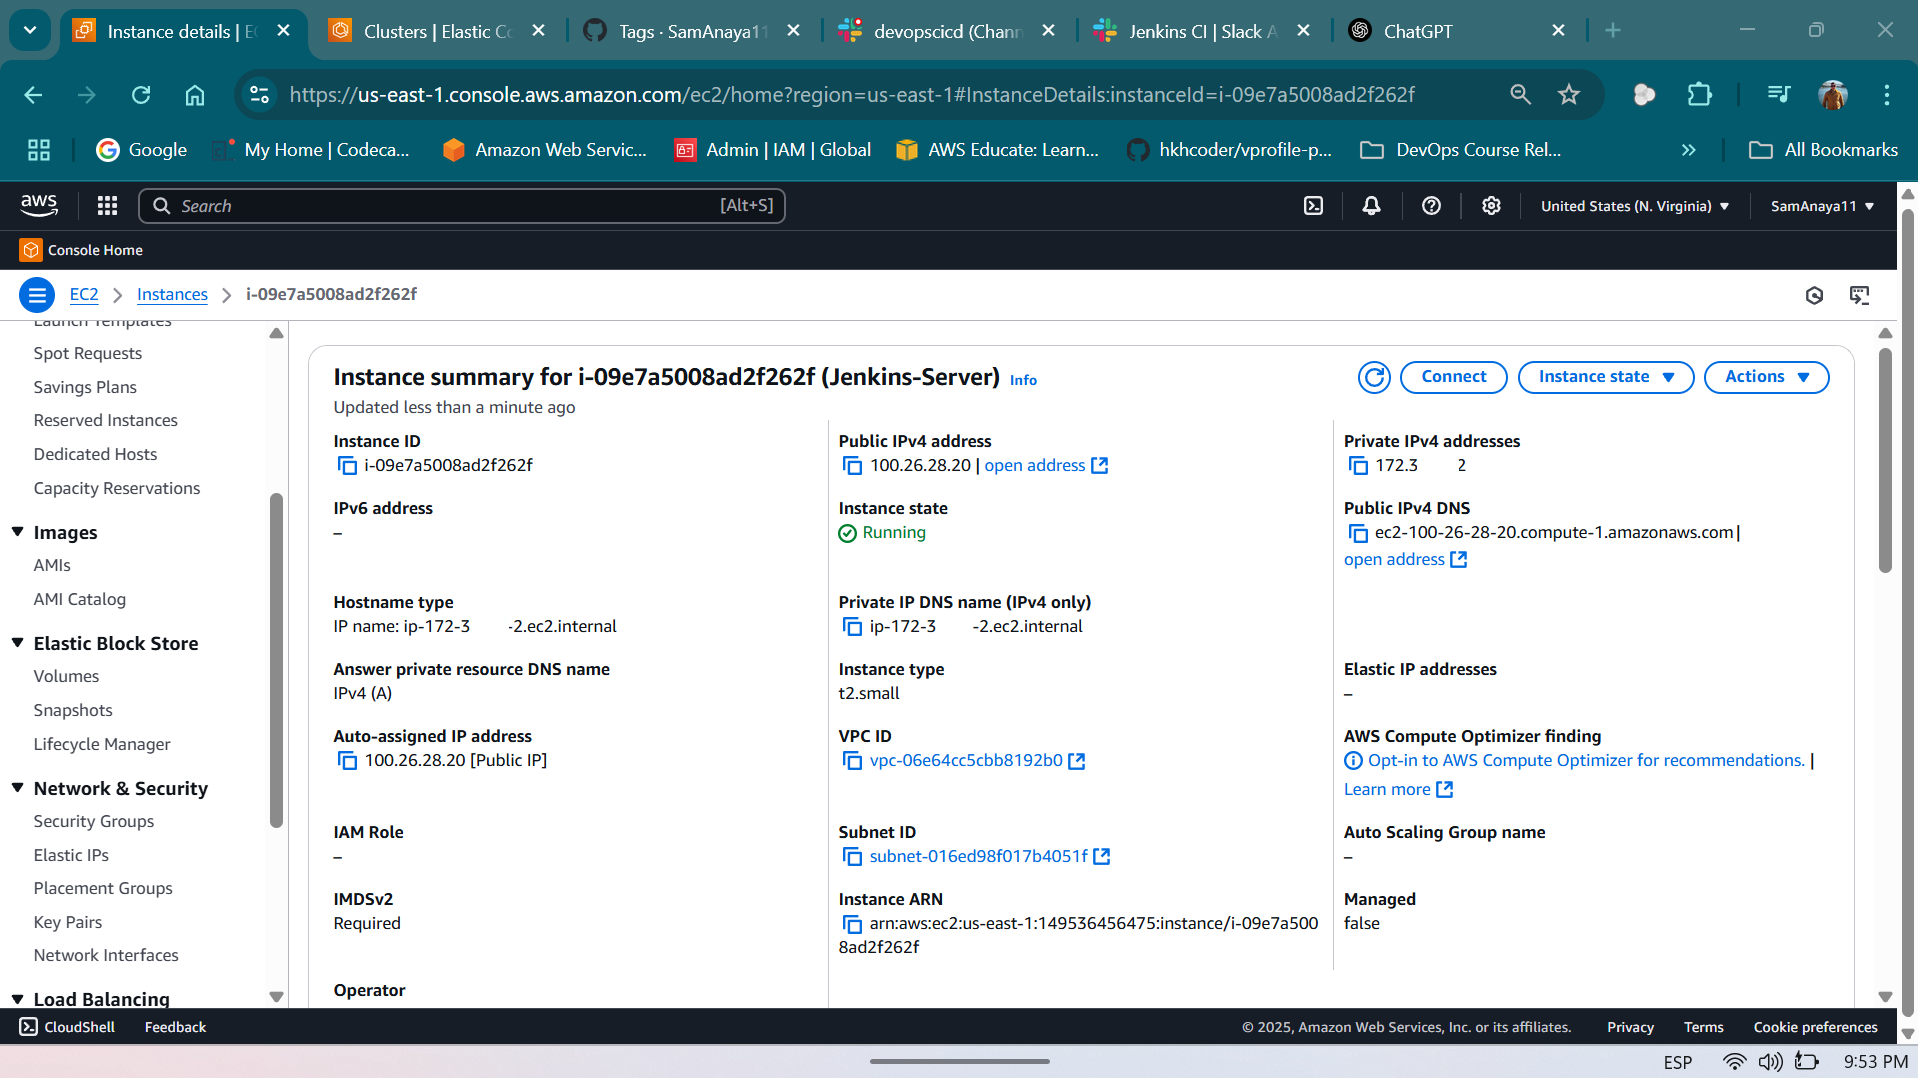 Instance details | EC
Clusters | Elastic Co
Tags · SamAnaya11
devopscicd (Chann
Jenkins CI | Slack A
ChatGPT
https://us-east-1.console.aws.amazon.com/ec2/home?region=us-east-1#InstanceDetails:instanceId=i-09e7a5008ad2f262f
Google
My Home | Codeca...
Amazon Web Servic...
Admin | IAM | Global
AWS Educate: Learn...
hkhcoder/vprofile-p...
DevOps Course Rel...
All Bookmarks
aws
Search
[Alt+S]
United States (N. Virginia)
SamAnaya11
Console Home
EC2
Instances
i-09e7a5008ad2f262f
Launch Templates
Spot Requests
Savings Plans
Reserved Instances
Dedicated Hosts
Capacity Reservations
Images
AMIs
AMI Catalog
Elastic Block Store
Volumes
Snapshots
Lifecycle Manager
Network & Security
Security Groups
Elastic IPs
Placement Groups
Key Pairs
Network Interfaces
Load Balancing
Instance summary for i-09e7a5008ad2f262f (Jenkins-Server) Info
Updated less than a minute ago
Connect
Instance state
Actions
Instance ID
i-09e7a5008ad2f262f
Public IPv4 address
100.26.28.20 | open address
Private IPv4 addresses
172.3 2
IPv6 address
–
Instance state
Running
Public IPv4 DNS
ec2-100-26-28-20.compute-1.amazonaws.com |
open address
Hostname type
IP name: ip-172-3 -2.ec2.internal
Private IP DNS name (IPv4 only)
ip-172-3 -2.ec2.internal
Answer private resource DNS name
IPv4 (A)
Instance type
t2.small
Elastic IP addresses
–
Auto-assigned IP address
100.26.28.20 [Public IP]
VPC ID
vpc-06e64cc5cbb8192b0
AWS Compute Optimizer finding
Opt-in to AWS Compute Optimizer for recommendations. |
Learn more
IAM Role
–
Subnet ID
subnet-016ed98f017b4051f
Auto Scaling Group name
–
IMDSv2
Required
Instance ARN
arn:aws:ec2:us-east-1:149536456475:instance/i-09e7a500
8ad2f262f
Managed
false
Operator
CloudShell
Feedback
© 2025, Amazon Web Services, Inc. or its affiliates.
Privacy
Terms
Cookie preferences
ESP
9:53 PM